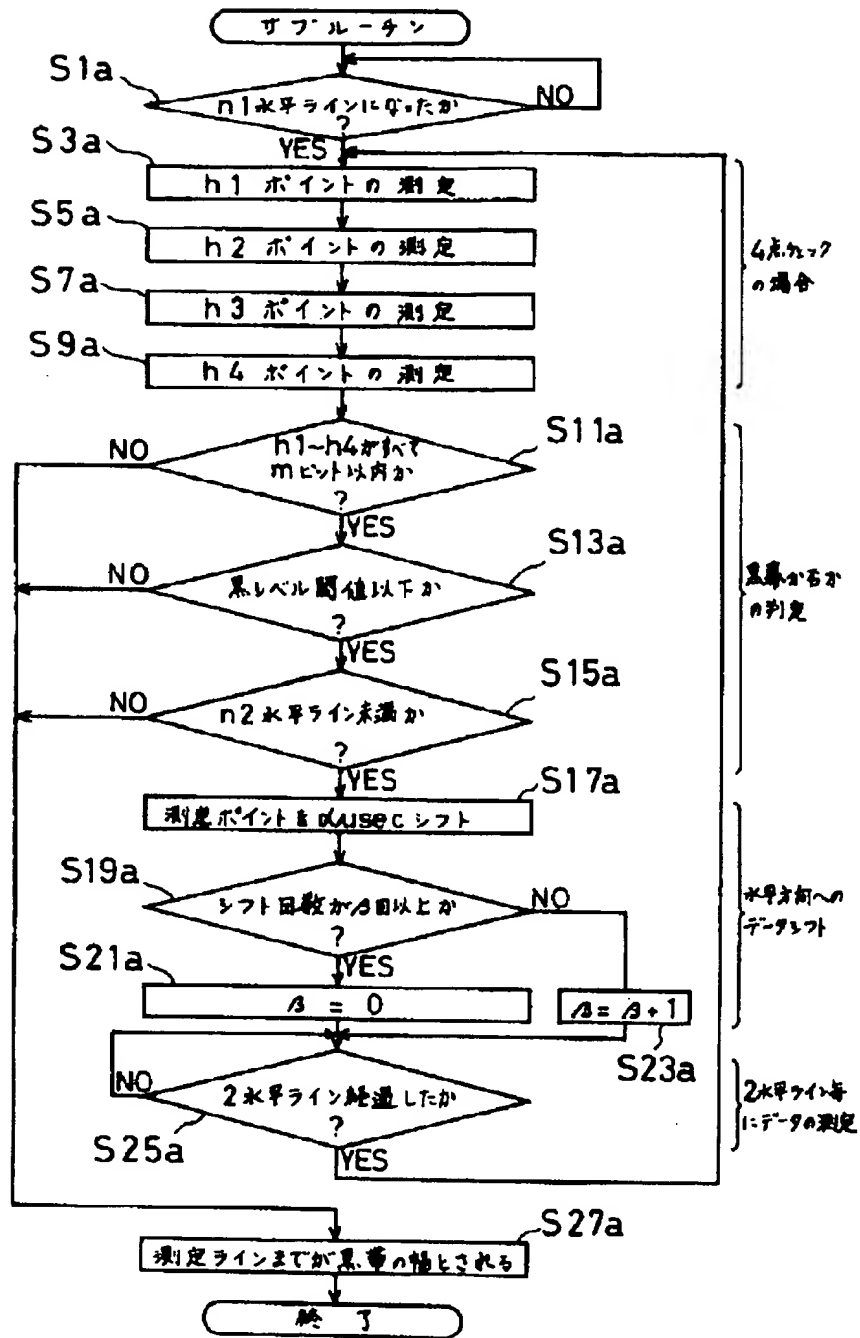 サブルーチン
S1a
n1水平ラインになったか
?
NO
YES
S3a
h1 ポイントの 測定
S5a
h2 ポイントの 測定
S7a
h3 ポイントの 測定
S9a
h4 ポイントの 測定
4点チェック
の場合
S11a
h1~h4がすべて
mビット以内か
?
NO
YES
S13a
黒レベル閾値以下か
?
NO
YES
S15a
n2水平ライン未満か
?
NO
YES
黒幕か否か
の判定
S17a
測定ポイントを αμsec シフト
S19a
シフト回数がβ回以上か
?
NO
YES
S21a
β = 0
β = β + 1
S23a
水平方向への
データシフト
NO
2水平ライン経過したか
?
S25a
YES
2水平ライン毎
にデータの測定
S27a
測定ラインまでが黒帯の幅とされる
終 了